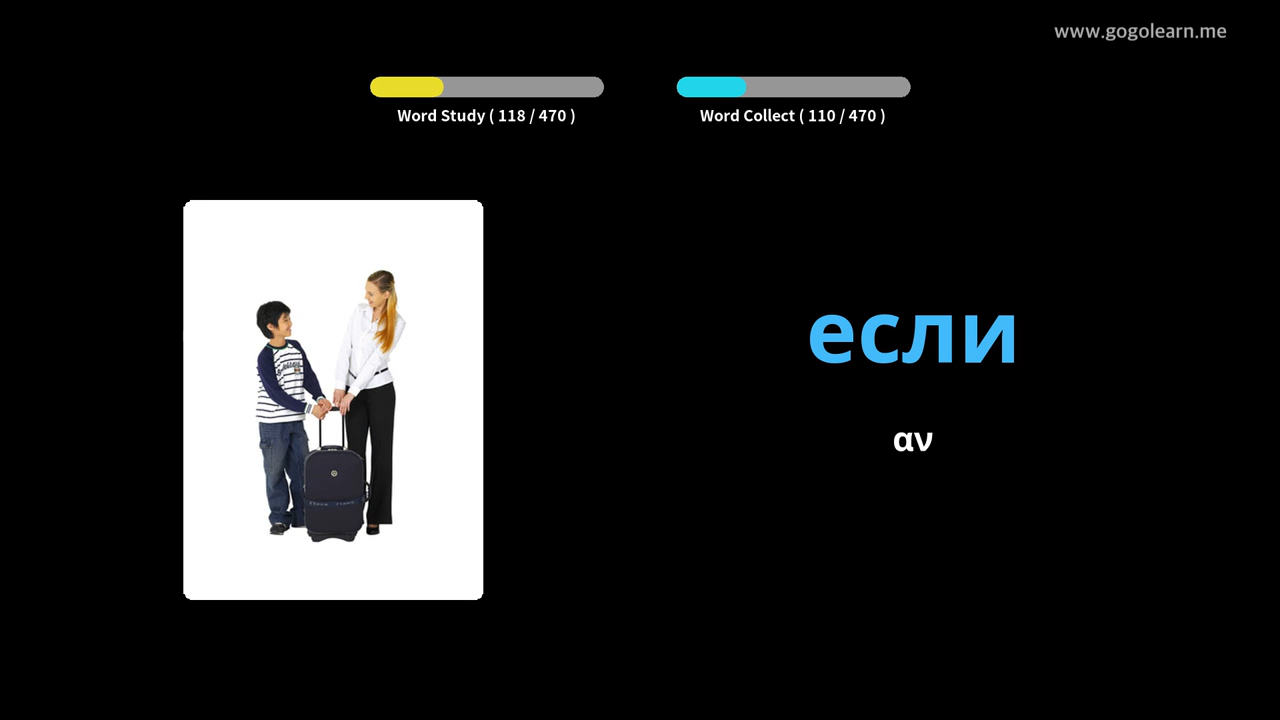 www.gogolearn.me
Word Study ( 118 / 470 )
Word Collect ( 110 / 470 )
если
αν